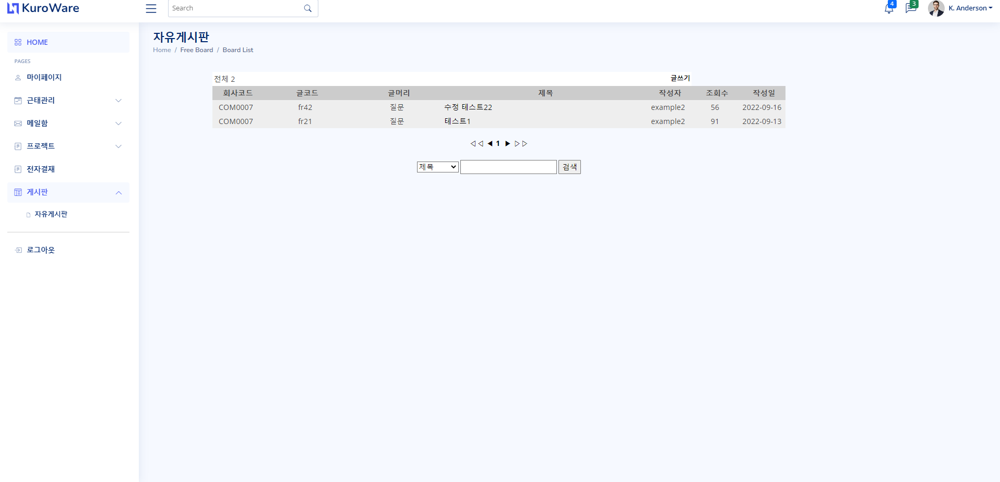 KuroWare
Search
4
3
K. Anderson
HOME
PAGES
마이페이지
근태관리
메일함
프로젝트
전자결재
게시판
자유게시판
로그아웃
자유게시판
Home / Free Board / Board List
전체 2 글쓰기
회사코드 글코드 글머리 제목 작성자 조회수 작성일
COM0007 fr42 질문 수정 테스트22 example2 56 2022-09-16
COM0007 fr21 질문 테스트1 example2 91 2022-09-13
◁◁ ◀ 1 ▶ ▷▷
제목 검색